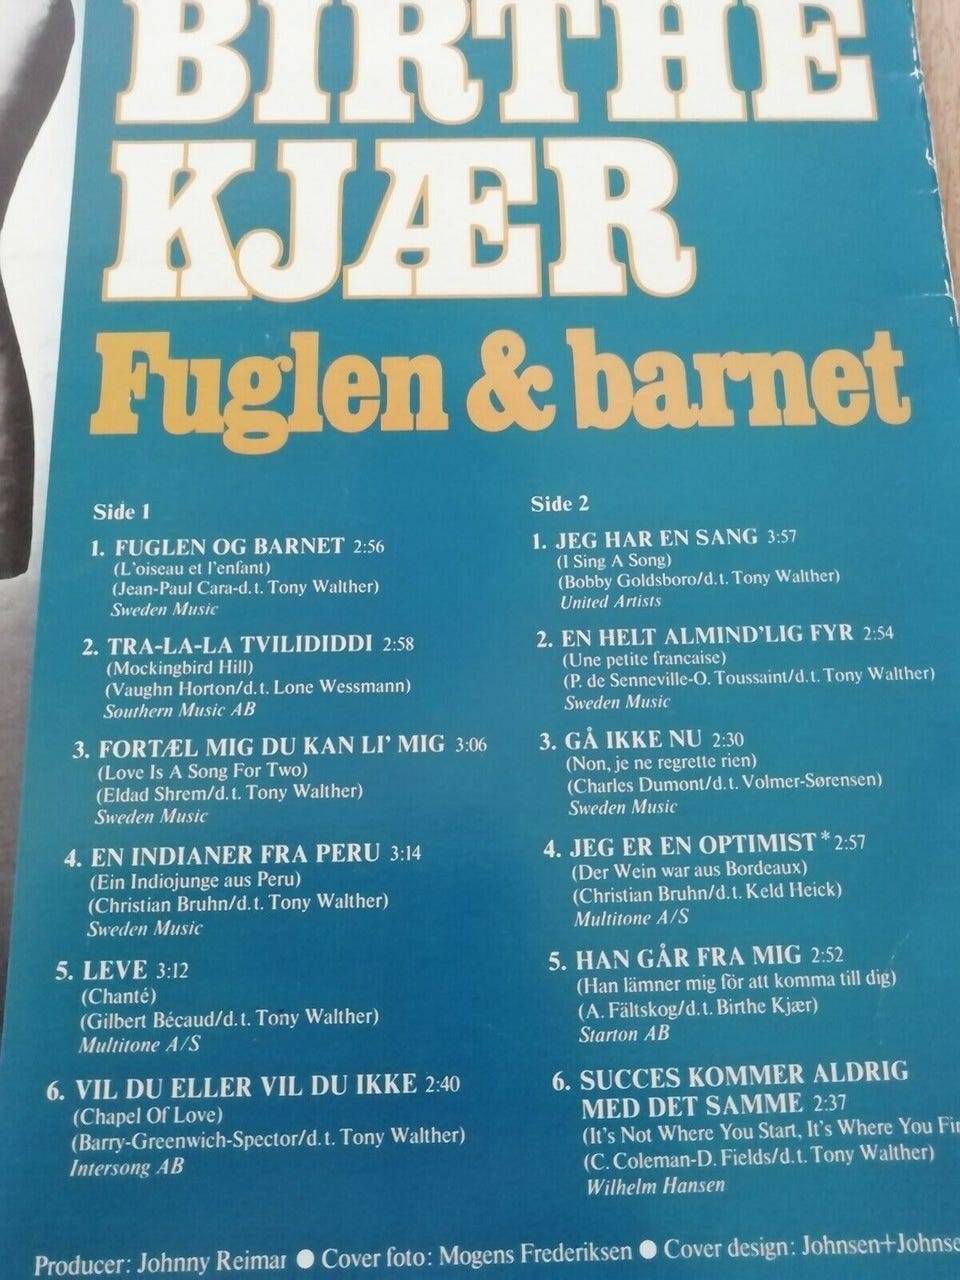 BIRTHE
KJÆR
Fuglen & barnet
Side 1
1. FUGLEN OG BARNET 2:56
(L'oiseau et l'enfant)
(Jean-Paul Cara-d.t. Tony Walther)
Sweden Music
2. TRA-LA-LA TVILIDIDDI 2:58
(Mockingbird Hill)
(Vaughn Horton/d.t. Lone Wessmann)
Southern Music AB
3. FORTÆL MIG DU KAN LI' MIG 3:06
(Love Is A Song For Two)
(Eldad Shrem/d.t. Tony Walther)
Sweden Music
4. EN INDIANER FRA PERU 3:14
(Ein Indiojunge aus Peru)
(Christian Bruhn/d.t. Tony Walther)
Sweden Music
5. LEVE 3:12
(Chanté)
(Gilbert Bécaud/d.t. Tony Walther)
Multitone A/S
6. VIL DU ELLER VIL DU IKKE 2:40
(Chapel Of Love)
(Barry-Greenwich-Spector/d.t. Tony Walther)
Intersong AB
Side 2
1. JEG HAR EN SANG 3:57
(I Sing A Song)
(Bobby Goldsboro/d.t. Tony Walther)
United Artists
2. EN HELT ALMIND'LIG FYR 2:54
(Une petite francaise)
(P. de Senneville-O. Toussaint/d.t. Tony Walther)
Sweden Music
3. GÅ IKKE NU 2:30
(Non, je ne regrette rien)
(Charles Dumont/d.t. Volmer-Sørensen)
Sweden Music
4. JEG ER EN OPTIMIST * 2:57
(Der Wein war aus Bordeaux)
(Christian Bruhn/d.t. Keld Heick)
Multitone A/S
5. HAN GÅR FRA MIG 2:52
(Han lämner mig för att komma till dig)
(A. Fältskog/d.t. Birthe Kjær)
Starton AB
6. SUCCES KOMMER ALDRIG
MED DET SAMME 2:37
(It's Not Where You Start, It's Where You
(C. Coleman-D. Fields/d.t. Tony Walther)
Wilhelm Hansen
Producer: Johnny Reimar ● Cover foto: Mogens Frederiksen ● Cover design: